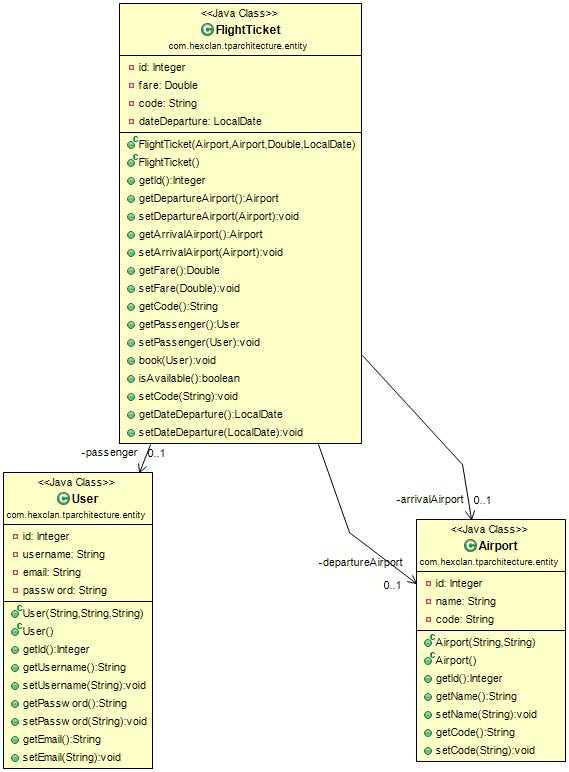 <<Java Class>>
FlightTicket
com.hexclan.tparchitecture.entity
id: Integer
fare: Double
code: String
dateDeparture: LocalDate
FlightTicket(Airport,Airport,Double,LocalDate)
FlightTicket()
getId():Integer
getDepartureAirport():Airport
setDepartureAirport(Airport):void
getArrivalAirport():Airport
setArrivalAirport(Airport):void
getFare():Double
setFare(Double):void
getCode():String
getPassenger():User
setPassenger(User):void
book(User):void
isAvailable():boolean
setCode(String):void
getDateDeparture():LocalDate
setDateDeparture(LocalDate):void
-passenger 0..1
<<Java Class>>
User
com.hexclan.tparchitecture.entity
id: Integer
username: String
email: String
password: String
User(String,String,String)
User()
getId():Integer
getUsername():String
setUsername(String):void
getPassword():String
setPassword(String):void
getEmail():String
setEmail(String):void
-departureAirport
0..1
-arrivalAirport 0..1
<<Java Class>>
Airport
com.hexclan.tparchitecture.entity
id: Integer
name: String
code: String
Airport(String,String)
Airport()
getId():Integer
getName():String
setName(String):void
getCode():String
setCode(String):void